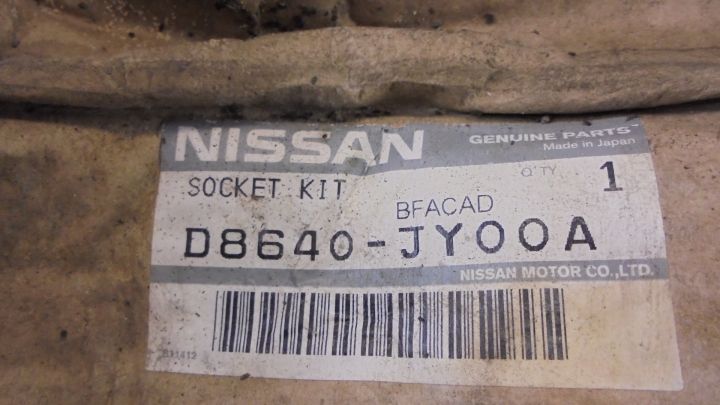 NISSAN GENUINE PARTS
Made in Japan
SOCKET KIT Q'TY 1
BFACAD
D8640-JY00A
NISSAN MOTOR CO., LTD.